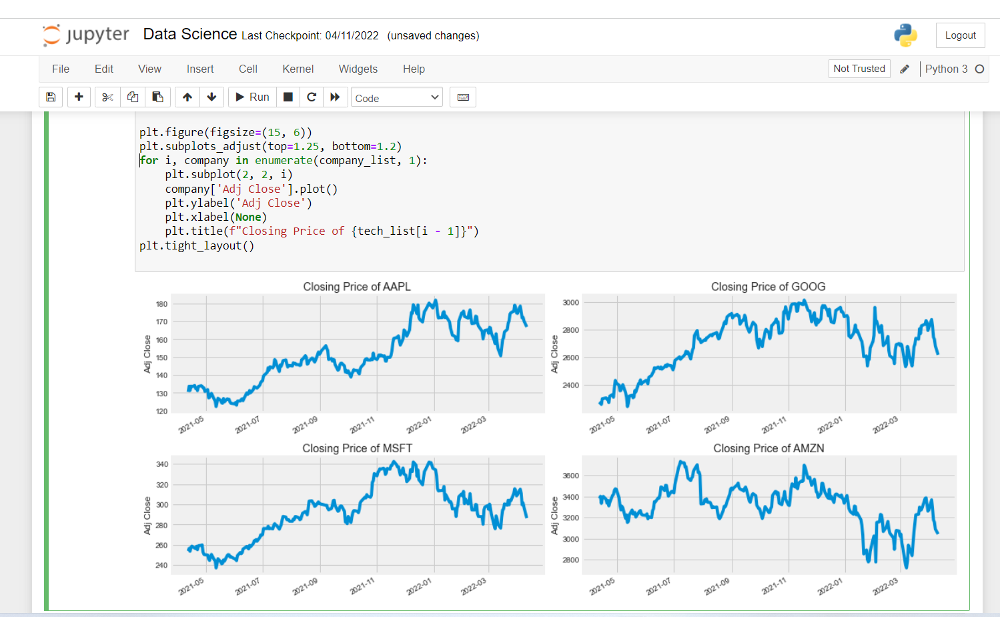 jupyter Data Science Last Checkpoint: 04/11/2022 (unsaved changes)
Logout
File Edit View Insert Cell Kernel Widgets Help
Not Trusted
Python 3
Run
Code
plt.figure(figsize=(15, 6))
plt.subplots_adjust(top=1.25, bottom=1.2)
for i, company in enumerate(company_list, 1):
    plt.subplot(2, 2, i)
    company['Adj Close'].plot()
    plt.ylabel('Adj Close')
    plt.xlabel(None)
    plt.title(f"Closing Price of {tech_list[i - 1]}")
plt.tight_layout()
Closing Price of AAPL
Adj Close
180
170
160
150
140
130
120
2021-05 2021-07 2021-09 2021-11 2022-01 2022-03
Closing Price of GOOG
Adj Close
3000
2800
2600
2400
2021-05 2021-07 2021-09 2021-11 2022-01 2022-03
Closing Price of MSFT
Adj Close
340
320
300
280
260
240
2021-05 2021-07 2021-09 2021-11 2022-01 2022-03
Closing Price of AMZN
Adj Close
3600
3400
3200
3000
2800
2021-05 2021-07 2021-09 2021-11 2022-01 2022-03